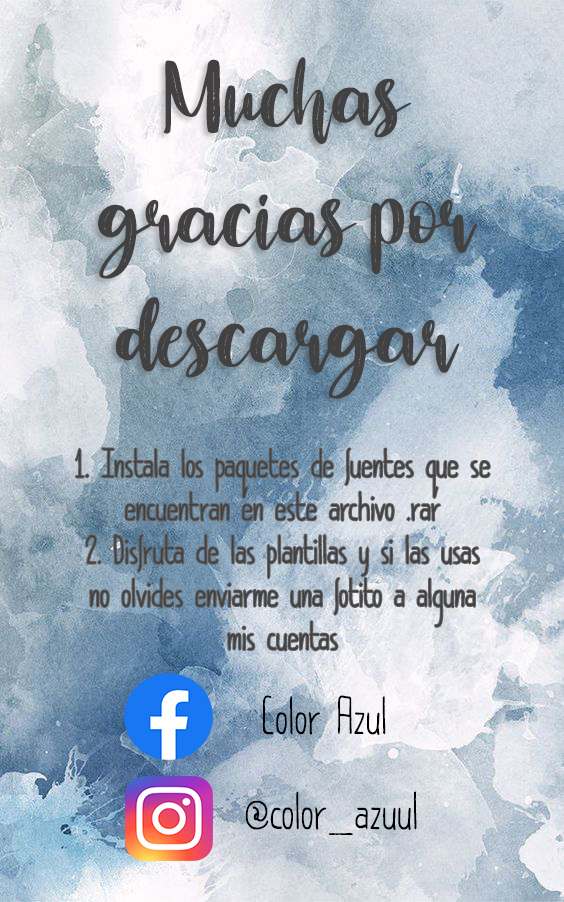 Muchas
gracias por
descargar
1. Instala los paquetes de fuentes que se
encuentran en este archivo .rar
2. Disfruta de las plantillas y si las usas
no olvides enviarme una fotito a alguna
mis cuentas
Color Azul
@color_azuul